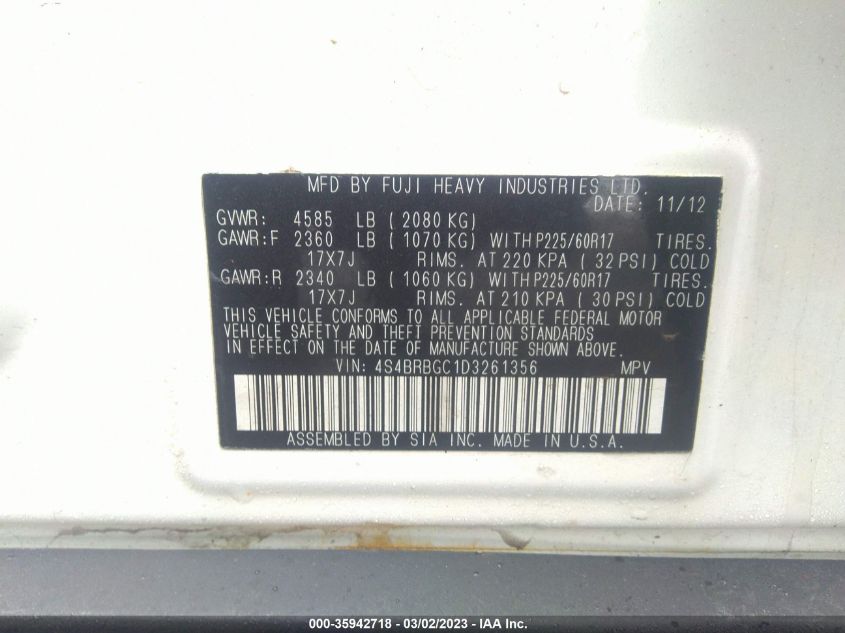 MFD BY FUJI HEAVY INDUSTRIES LTD.
DATE: 11/12
GVWR: 4585 LB (2080 KG)
GAWR:F 2360 LB (1070 KG) WITH P225/60R17 TIRES.
17X7J RIMS. AT 220 KPA (32 PSI) COLD
GAWR:R 2340 LB (1060 KG) WITH P225/60R17 TIRES.
17X7J RIMS. AT 210 KPA (30 PSI) COLD
THIS VEHICLE CONFORMS TO ALL APPLICABLE FEDERAL MOTOR
VEHICLE SAFETY AND THEFT PREVENTION STANDARDS
IN EFFECT ON THE DATE OF MANUFACTURE SHOWN ABOVE.
VIN: 4S4BRBGC1D3261356 MPV
ASSEMBLED BY SIA INC. MADE IN U.S.A.
000-35942718 - 03/02/2023 - IAA Inc.